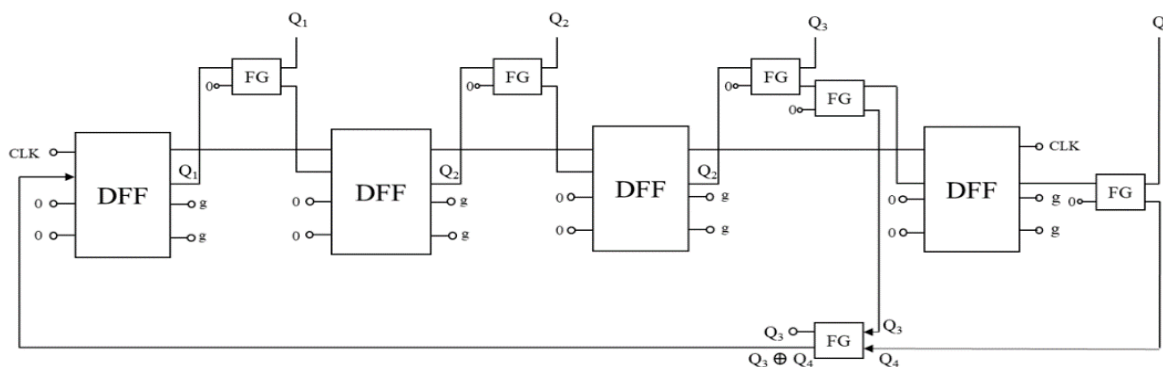 Q1 Q2 Q3 Q
FG FG FG
0 0 0 FG
0
CLK Q1 Q2 Q2 CLK
DFF DFF DFF DFF FG
0 g 0 g 0 g 0 g 0
0 g 0 g 0 g 0 g
Q3 FG Q3
Q3 ⊕ Q4 Q4